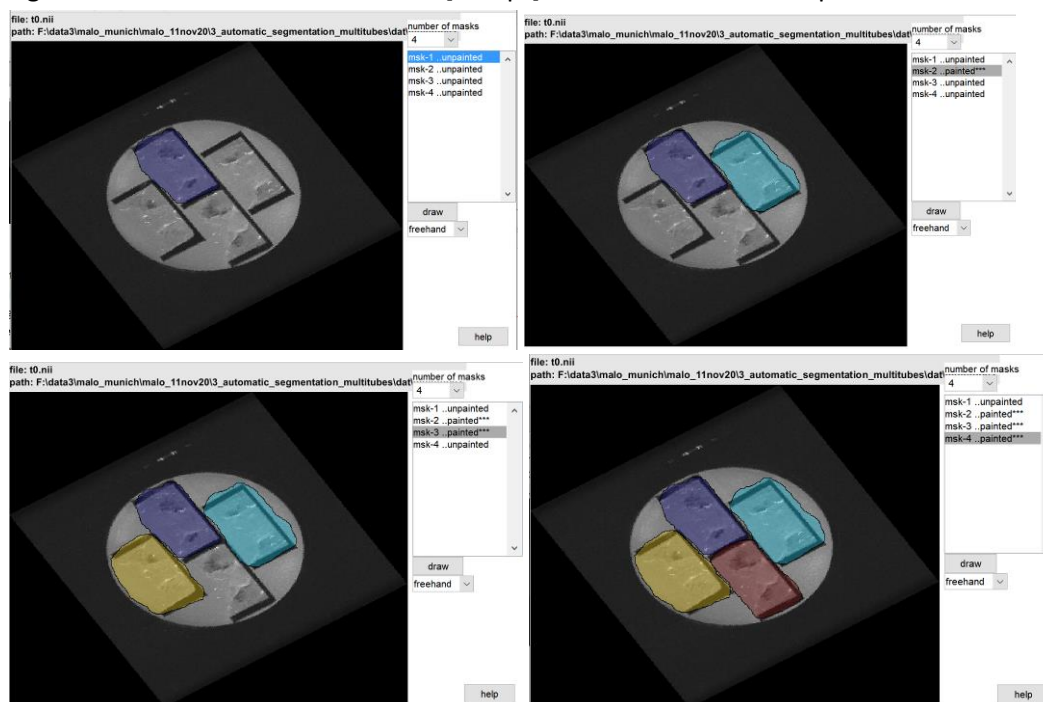 file: t0.nii
path: F:\data3\malo_munich\malo_11nov20\3_automatic_segmentation_multitubes\dat\
number of masks
4
msk-1 ..unpainted
msk-2 ..unpainted
msk-3 ..unpainted
msk-4 ..unpainted
draw
freehand
help
file: t0.nii
path: F:\data3\malo_munich\malo_11nov20\3_automatic_segmentation_multitubes\dat\
number of masks
4
msk-1 ..unpainted
msk-2 ..painted***
msk-3 ..unpainted
msk-4 ..unpainted
draw
freehand
help
file: t0.nii
path: F:\data3\malo_munich\malo_11nov20\3_automatic_segmentation_multitubes\dat\
number of masks
4
msk-1 ..unpainted
msk-2 ..painted***
msk-3 ..painted***
msk-4 ..unpainted
draw
freehand
help
file: t0.nii
path: F:\data3\malo_munich\malo_11nov20\3_automatic_segmentation_multitubes\dat\
number of masks
4
msk-1 ..unpainted
msk-2 ..painted***
msk-3 ..painted***
msk-4 ..painted***
draw
freehand
help